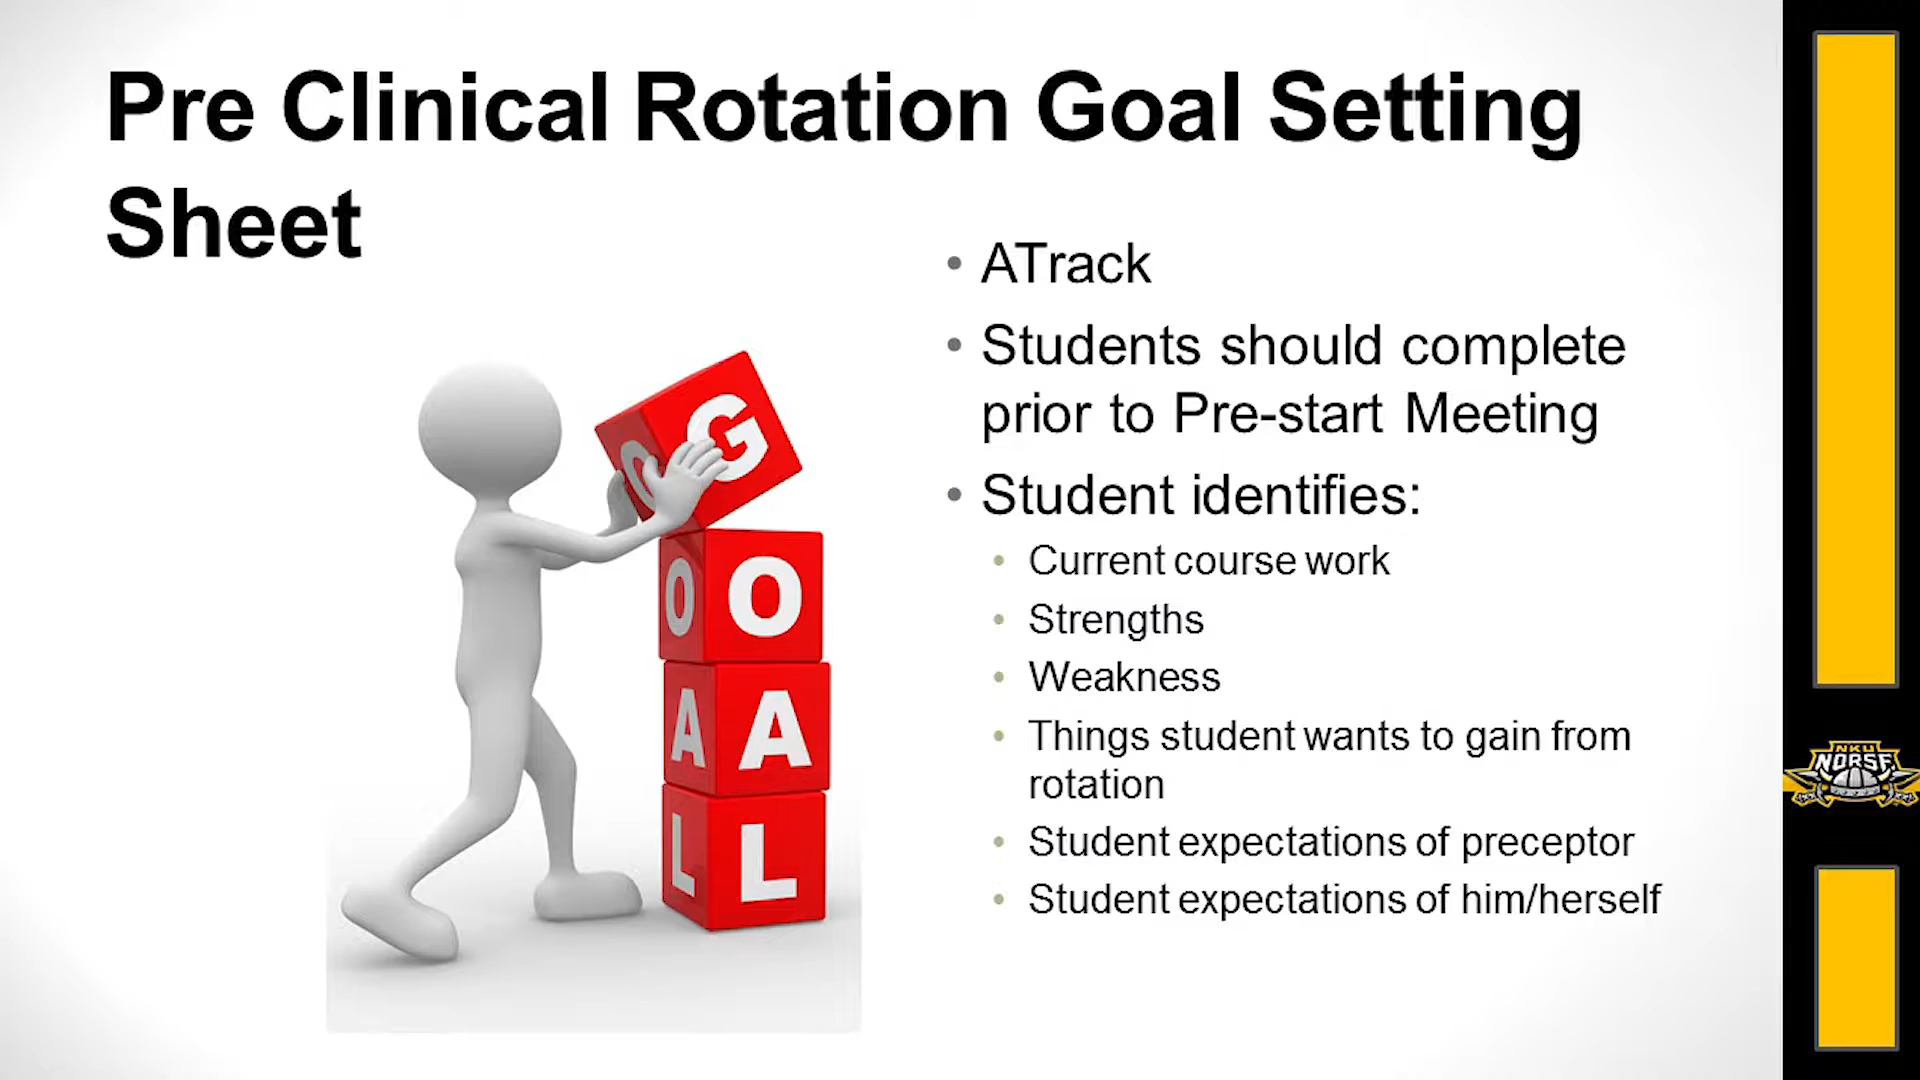 Pre Clinical Rotation Goal Setting
Sheet
• ATrack
• Students should complete
prior to Pre-start Meeting
• Student identifies:
• Current course work
• Strengths
• Weakness
• Things student wants to gain from
rotation
• Student expectations of preceptor
• Student expectations of him/herself
O G
O O
A A
L L
NKU
NORSE